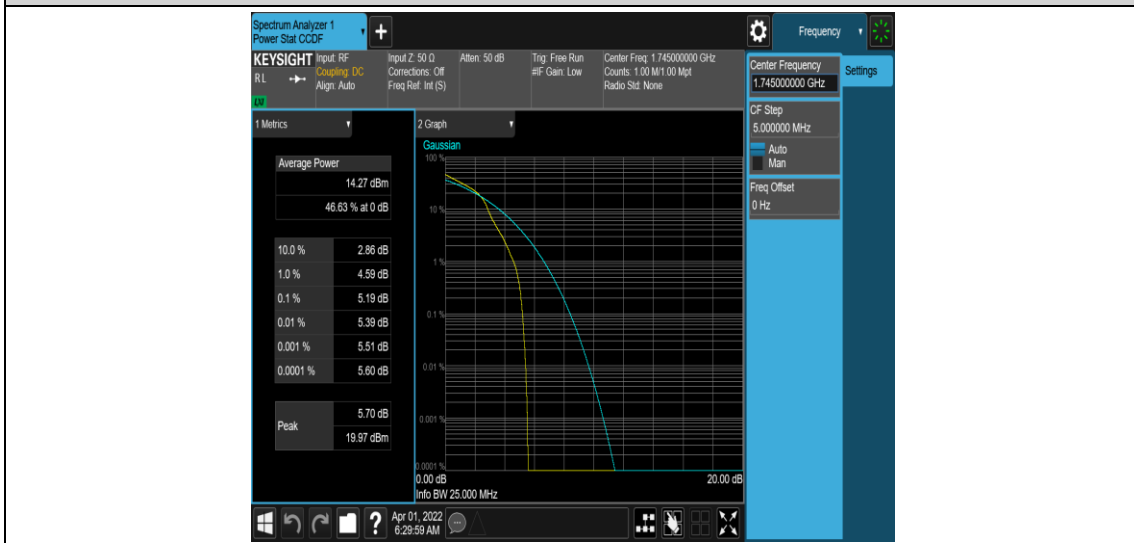 Spectrum Analyzer 1
Power Stat CCDF
+
Frequency
KEYSIGHT
RL
LXI
Input: RF
Coupling: DC
Align: Auto
Input Z: 50 Ω
Corrections: Off
Freq Ref: Int (S)
Atten: 50 dB
Trig: Free Run
#IF Gain: Low
Center Freq: 1.745000000 GHz
Counts: 1.00 M/1.00 Mpt
Radio Std: None
Center Frequency
1.745000000 GHz
Settings
CF Step
5.000000 MHz
Auto
Man
Freq Offset
0 Hz
1 Metrics
Average Power
14.27 dBm
46.63 % at 0 dB
10.0 % 2.86 dB
1.0 % 4.59 dB
0.1 % 5.19 dB
0.01 % 5.39 dB
0.001 % 5.51 dB
0.0001 % 5.60 dB
Peak 5.70 dB
19.97 dBm
2 Graph
Gaussian
100 %
10 %
1 %
0.1 %
0.01 %
0.001 %
0.0001 %
0.00 dB 20.00 dB
Info BW 25.000 MHz
?
Apr 01, 2022
6:29:59 AM